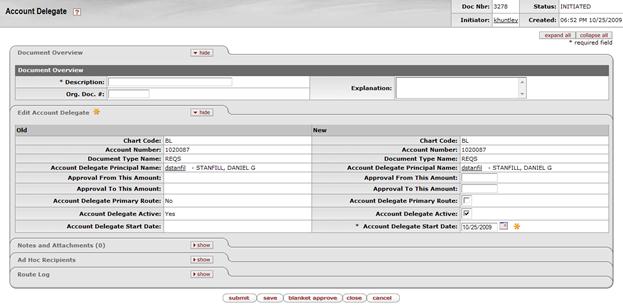 Account Delegate ?
Doc Nbr: 3278 Status: INITIATED
Initiator: khuntley Created: 06:52 PM 10/25/2009
expand all collapse all
* required field
Document Overview hide
Document Overview
* Description: Explanation:
Org. Doc. #:
Edit Account Delegate * hide
Old New
Chart Code: BL Chart Code: BL
Account Number: 1020087 Account Number: 1020087
Document Type Name: REQS Document Type Name: REQS
Account Delegate Principal Name: dstanfil - STANFILL, DANIEL G Account Delegate Principal Name: dstanfil - STANFILL, DANIEL G
Approval From This Amount: Approval From This Amount:
Approval To This Amount: Approval To This Amount:
Account Delegate Primary Route: No Account Delegate Primary Route:
Account Delegate Active: Yes Account Delegate Active:
Account Delegate Start Date: * Account Delegate Start Date: 10/25/2009 *
Notes and Attachments (0) show
Ad Hoc Recipients show
Route Log show
submit save blanket approve close cancel